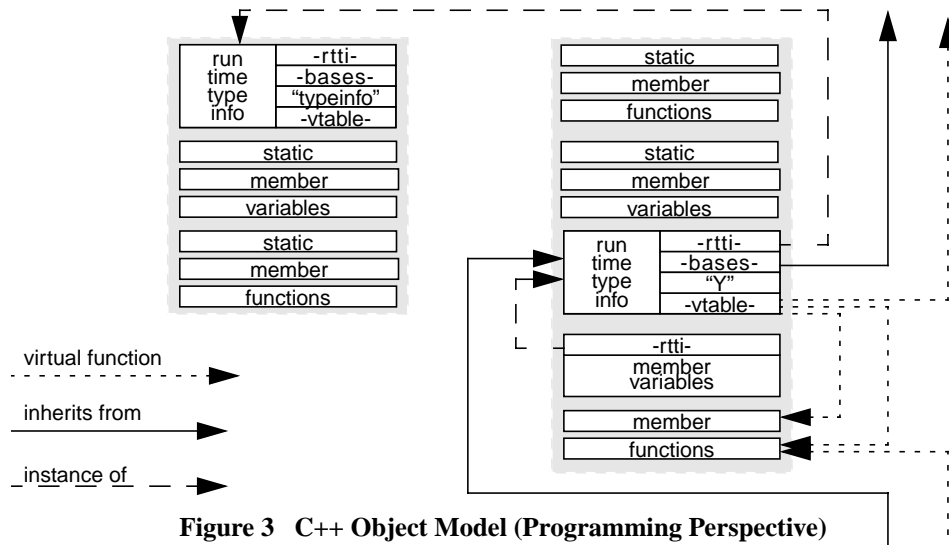 run
time
type
info
-rtti-
-bases-
“typeinfo”
-vtable-
static
member
variables
static
member
functions
static
member
functions
static
member
variables
run
time
type
info
-rtti-
-bases-
“Y”
-vtable-
-rtti-
member
variables
member
functions
virtual function
inherits from
instance of
Figure 3 C++ Object Model (Programming Perspective)